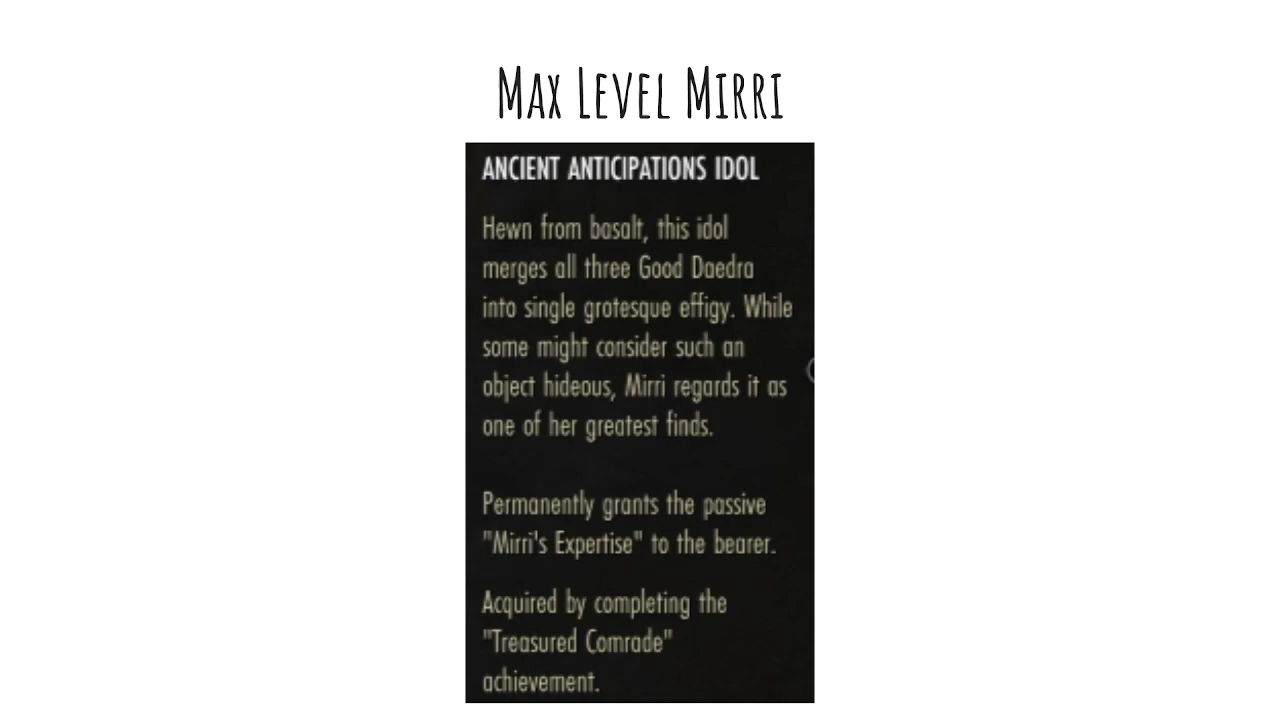 Max Level Mirri
ANCIENT ANTICIPATIONS IDOL
Hewn from basalt, this idol
merges all three Good Daedra
into single grotesque effigy. While
some might consider such an
object hideous, Mirri regards it as
one of her greatest finds.
Permanently grants the passive
"Mirri's Expertise" to the bearer.
Acquired by completing the
"Treasured Comrade"
achievement.